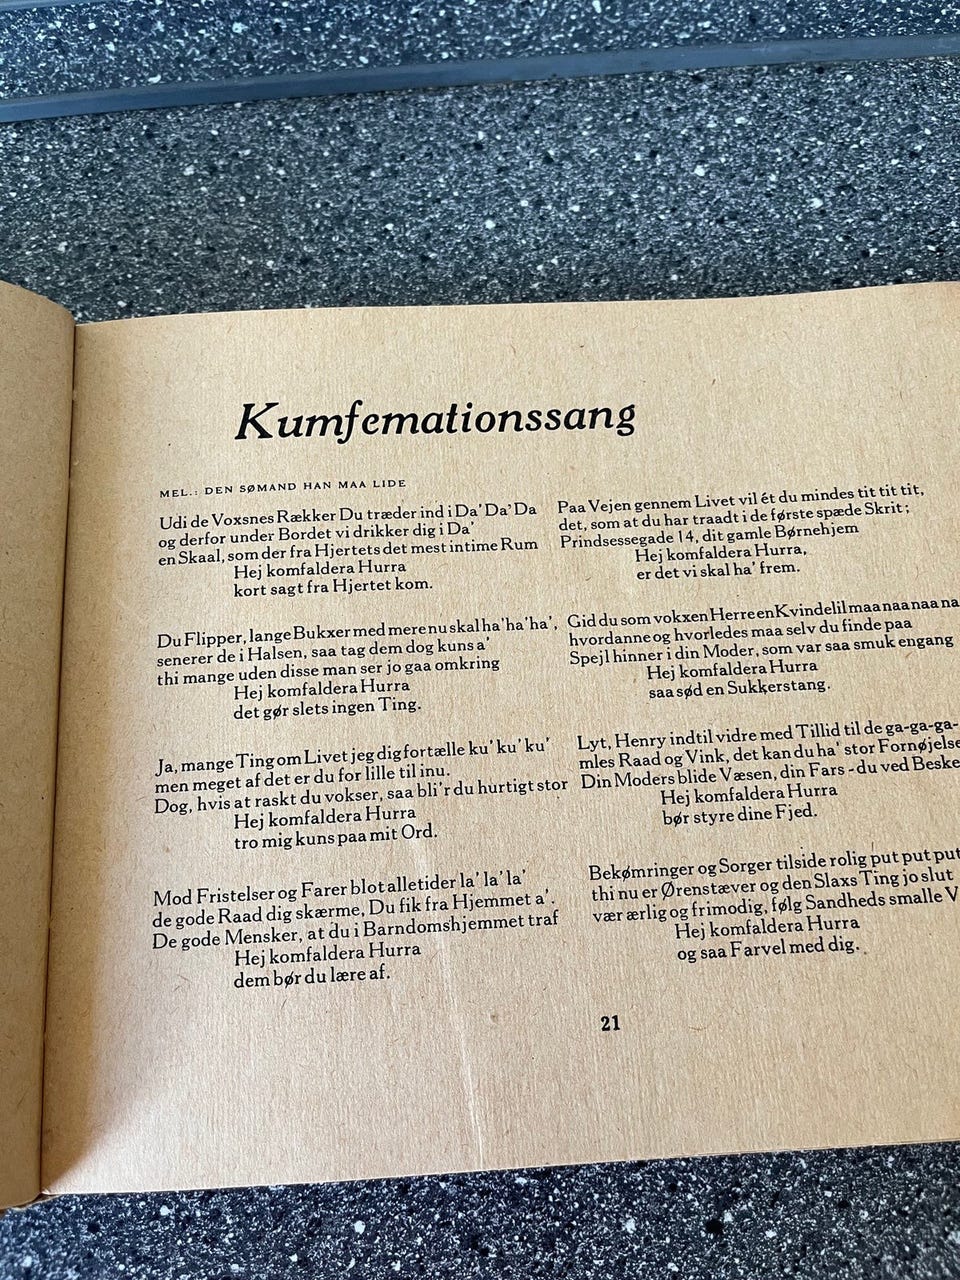 Kumfemationssang
MEL.: DEN SØMAND HAN MAA LIDE
Udi de Voxsnes Rækker Du træder ind i Da' Da' Da
og derfor under Bordet vi drikker dig i Da'
en Skaal, som der fra Hjertets det mest intime Rum
Hej komfaldera Hurra
kort sagt fra Hjertet kom.
Du Flipper, lange Bukxer med mere nu skal ha' ha' ha',
senerer de i Halsen, saa tag dem dog kuns a'
thi mange uden disse man ser jo gaa omkring
Hej komfaldera Hurra
det gør slets ingen Ting.
Ja, mange Ting om Livet jeg dig fortælle ku' ku' ku'
men meget af det er du for lille til inu.
Dog, hvis at raskt du vokser, saa bli'r du hurtigt stor
Hej komfaldera Hurra
tro mig kuns paa mit Ord.
Mod Fristelser og Farer blot alletider la' la' la'
de gode Raad dig skærme, Du fik fra Hjemmet a'.
De gode Mensker, at du i Barndomshjemmet traf
Hej komfaldera Hurra
dem bør du lære af.
Paa Vejen gennem Livet vil ét du mindes tit tit tit,
det, som at du har traadt i de første spæde Skrit;
Prindsessegade 14, dit gamle Børnehjem
Hej komfaldera Hurra,
er det vi skal ha' frem.
Gid du som vokxen Herre en Kvindelil maa naa naa na
hvordanne og hvorledes maa selv du finde paa
Spejl hinner i din Moder, som var saa smuk engang
Hej komfaldera Hurra
saa sød en Sukkerstang.
Lyt, Henry indtil vidre med Tillid til de ga-ga-ga-
mles Raad og Vink, det kan du ha' stor Fornøjelse
Din Moders blide Væsen, din Fars - du ved Beske
Hej komfaldera Hurra
bør styre dine Fjed.
Bekømringer og Sorger tilside rolig put put put
thi nu er Ørenstæver og den Slaxs Ting jo slut
vær ærlig og frimodig, følg Sandheds smalle V
Hej komfaldera Hurra
og saa Farvel med dig.
21